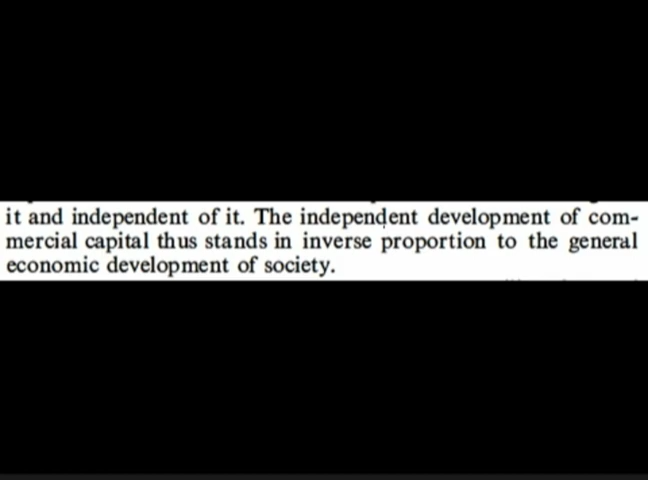 it and independent of it. The independent development of com-
mercial capital thus stands in inverse proportion to the general
economic development of society.